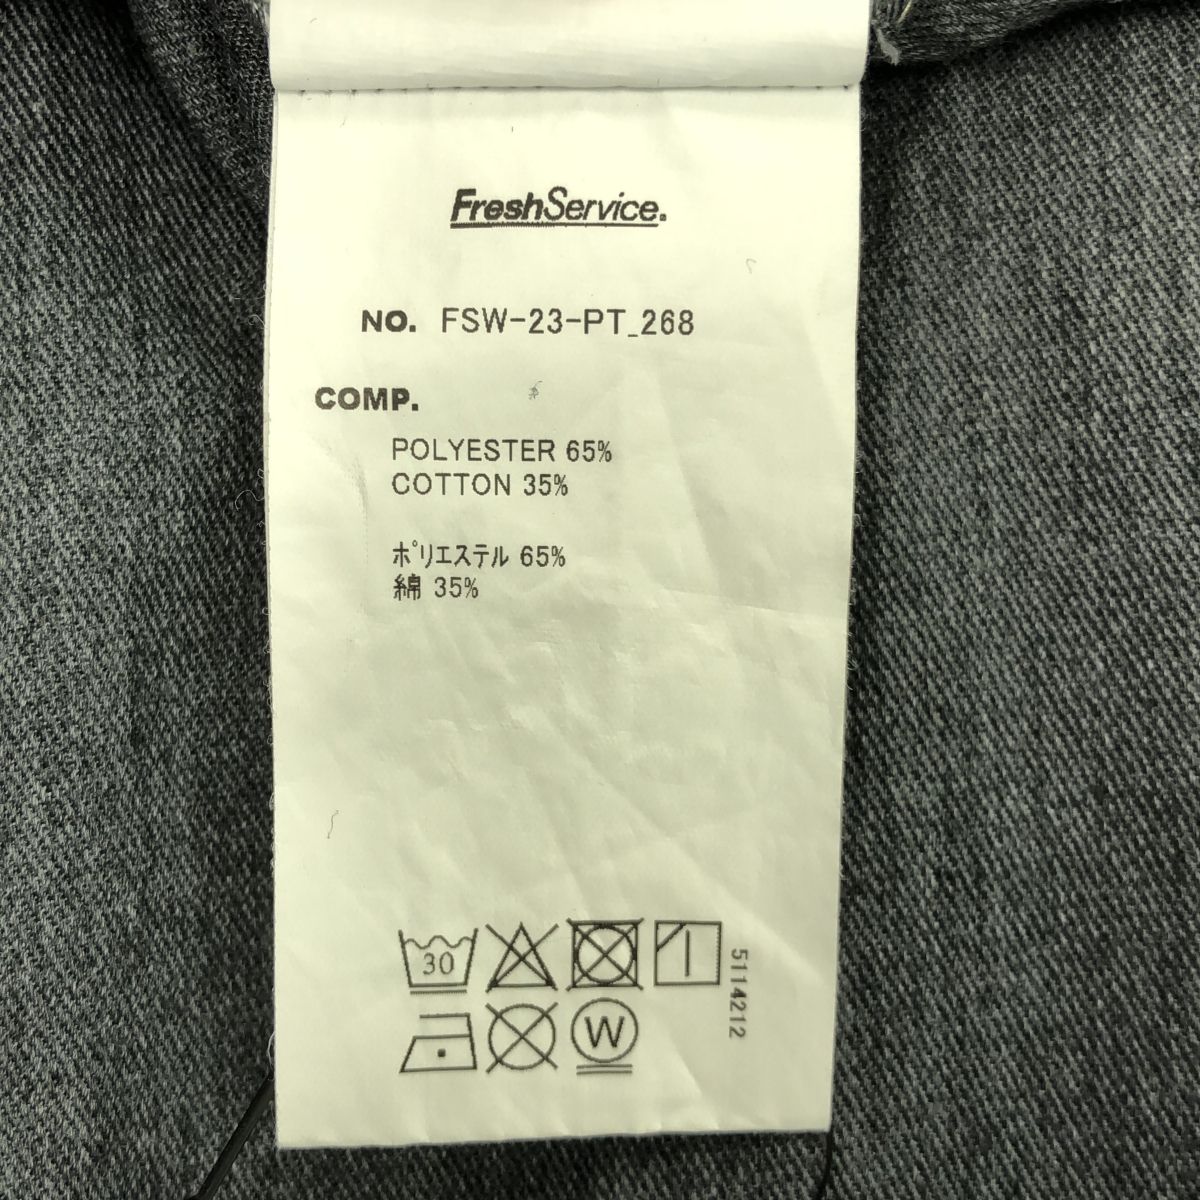 FreshService.
NO. FSW-23-PT_268
COMP.
POLYESTER 65%
COTTON 35%
ポリエステル 65%
綿 35%
30
W
5114212